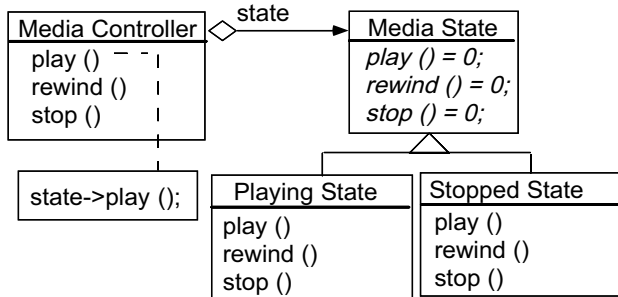 Media Controller
play ()
rewind ()
stop ()
state
Media State
play () = 0;
rewind () = 0;
stop () = 0;
state->play ();
Playing State
play ()
rewind ()
stop ()
Stopped State
play ()
rewind ()
stop ()